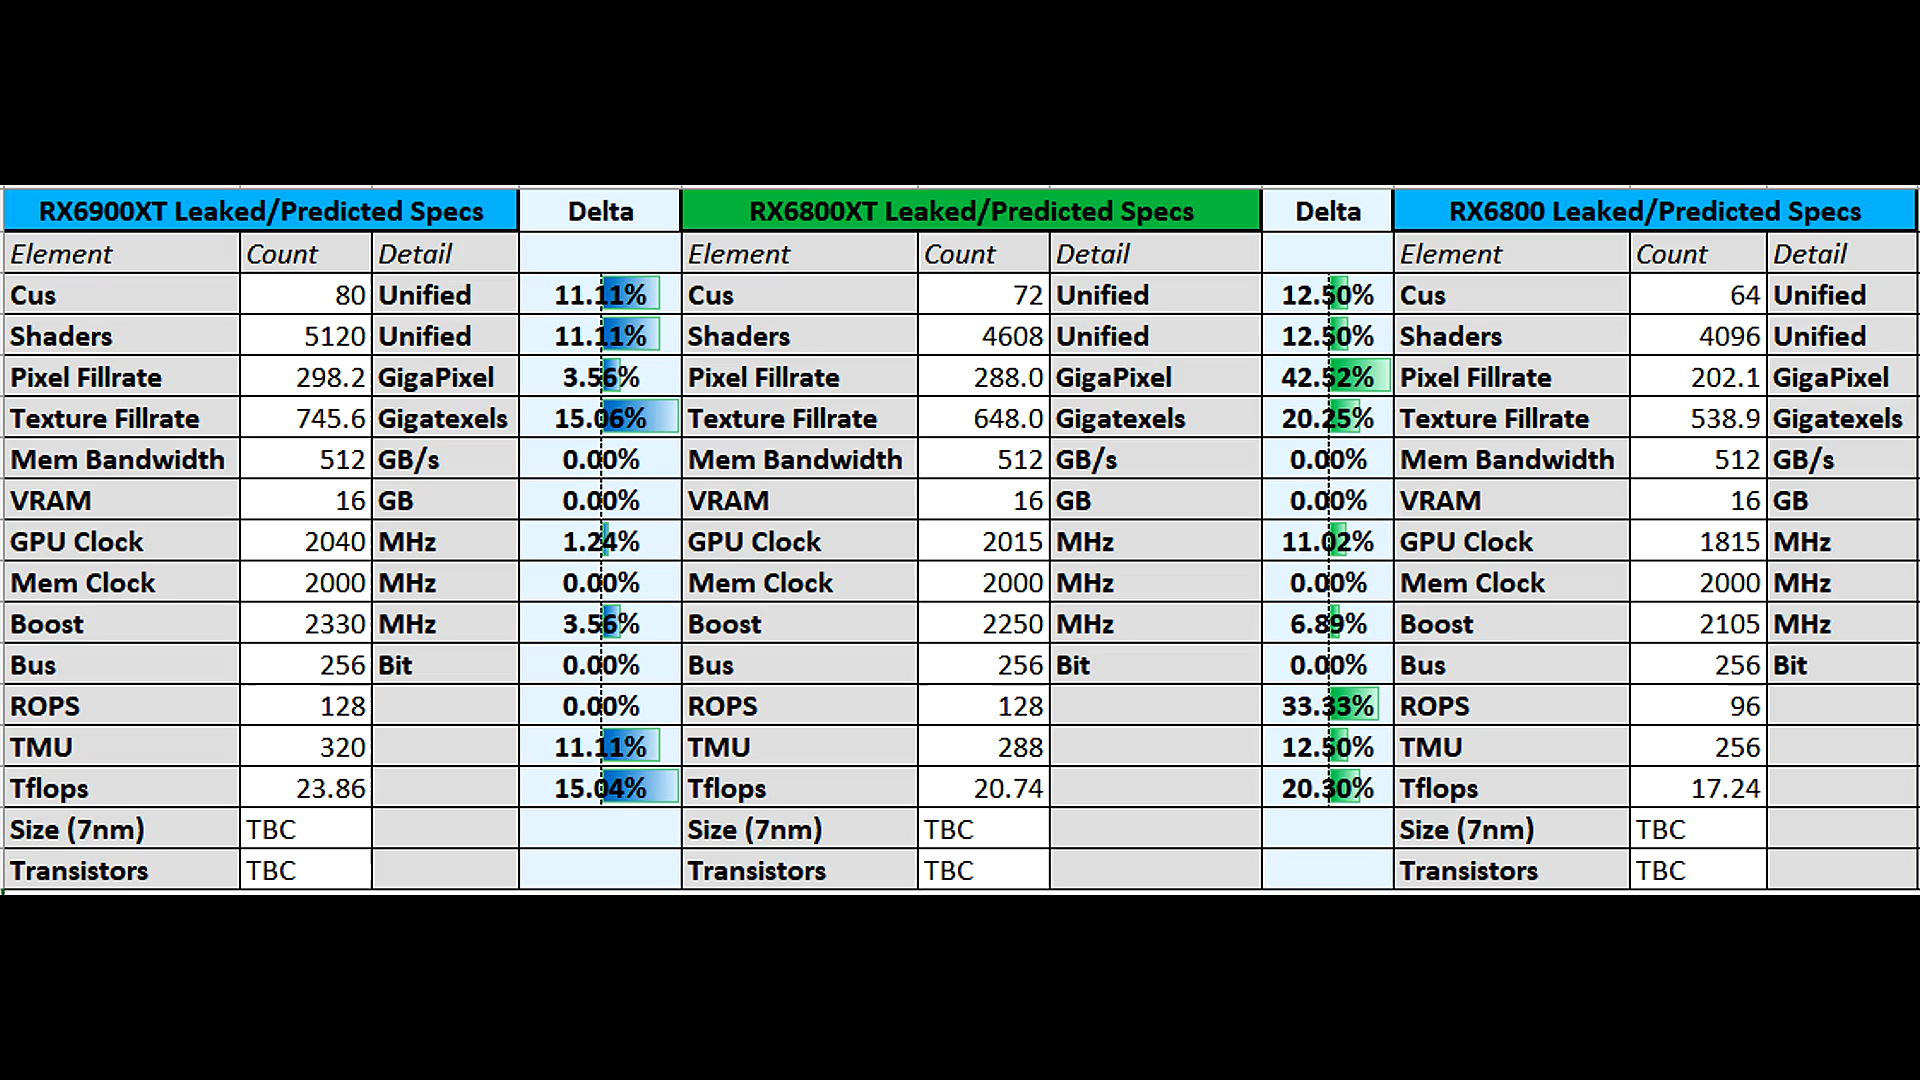 RX6900XT Leaked/Predicted Specs Delta RX6800XT Leaked/Predicted Specs Delta RX6800 Leaked/Predicted Specs
Element Count Detail Element Count Detail Element Count Detail
Cus 80 Unified 11.11% Cus 72 Unified 12.50% Cus 64 Unified
Shaders 5120 Unified 11.11% Shaders 4608 Unified 12.50% Shaders 4096 Unified
Pixel Fillrate 298.2 GigaPixel 3.56% Pixel Fillrate 288.0 GigaPixel 42.52% Pixel Fillrate 202.1 GigaPixel
Texture Fillrate 745.6 Gigatexels 15.06% Texture Fillrate 648.0 Gigatexels 20.25% Texture Fillrate 538.9 Gigatexels
Mem Bandwidth 512 GB/s 0.00% Mem Bandwidth 512 GB/s 0.00% Mem Bandwidth 512 GB/s
VRAM 16 GB 0.00% VRAM 16 GB 0.00% VRAM 16 GB
GPU Clock 2040 MHz 1.24% GPU Clock 2015 MHz 11.02% GPU Clock 1815 MHz
Mem Clock 2000 MHz 0.00% Mem Clock 2000 MHz 0.00% Mem Clock 2000 MHz
Boost 2330 MHz 3.56% Boost 2250 MHz 6.89% Boost 2105 MHz
Bus 256 Bit 0.00% Bus 256 Bit 0.00% Bus 256 Bit
ROPS 128 0.00% ROPS 128 33.33% ROPS 96
TMU 320 11.11% TMU 288 12.50% TMU 256
Tflops 23.86 15.04% Tflops 20.74 20.30% Tflops 17.24
Size (7nm) TBC Size (7nm) TBC Size (7nm) TBC
Transistors TBC Transistors TBC Transistors TBC